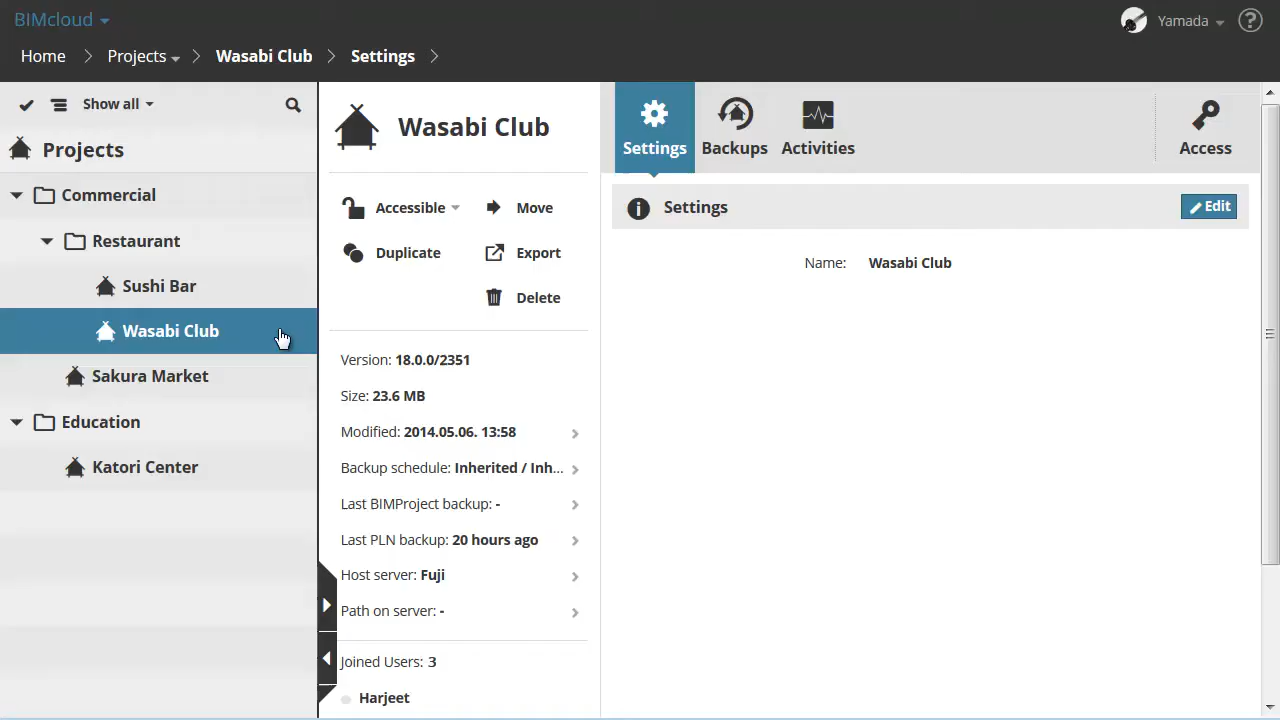 BIMcloud
Yamada
Home Projects Wasabi Club Settings
Show all
Projects
Commercial
Restaurant
Sushi Bar
Wasabi Club
Sakura Market
Education
Katori Center
Wasabi Club
Accessible Move
Duplicate Export
Delete
Version: 18.0.0/2351
Size: 23.6 MB
Modified: 2014.05.06. 13:58
Backup schedule: Inherited / Inh...
Last BIMProject backup: -
Last PLN backup: 20 hours ago
Host server: Fuji
Path on server: -
Joined Users: 3
Harjeet
Settings Backups Activities Access
Settings Edit
Name: Wasabi Club